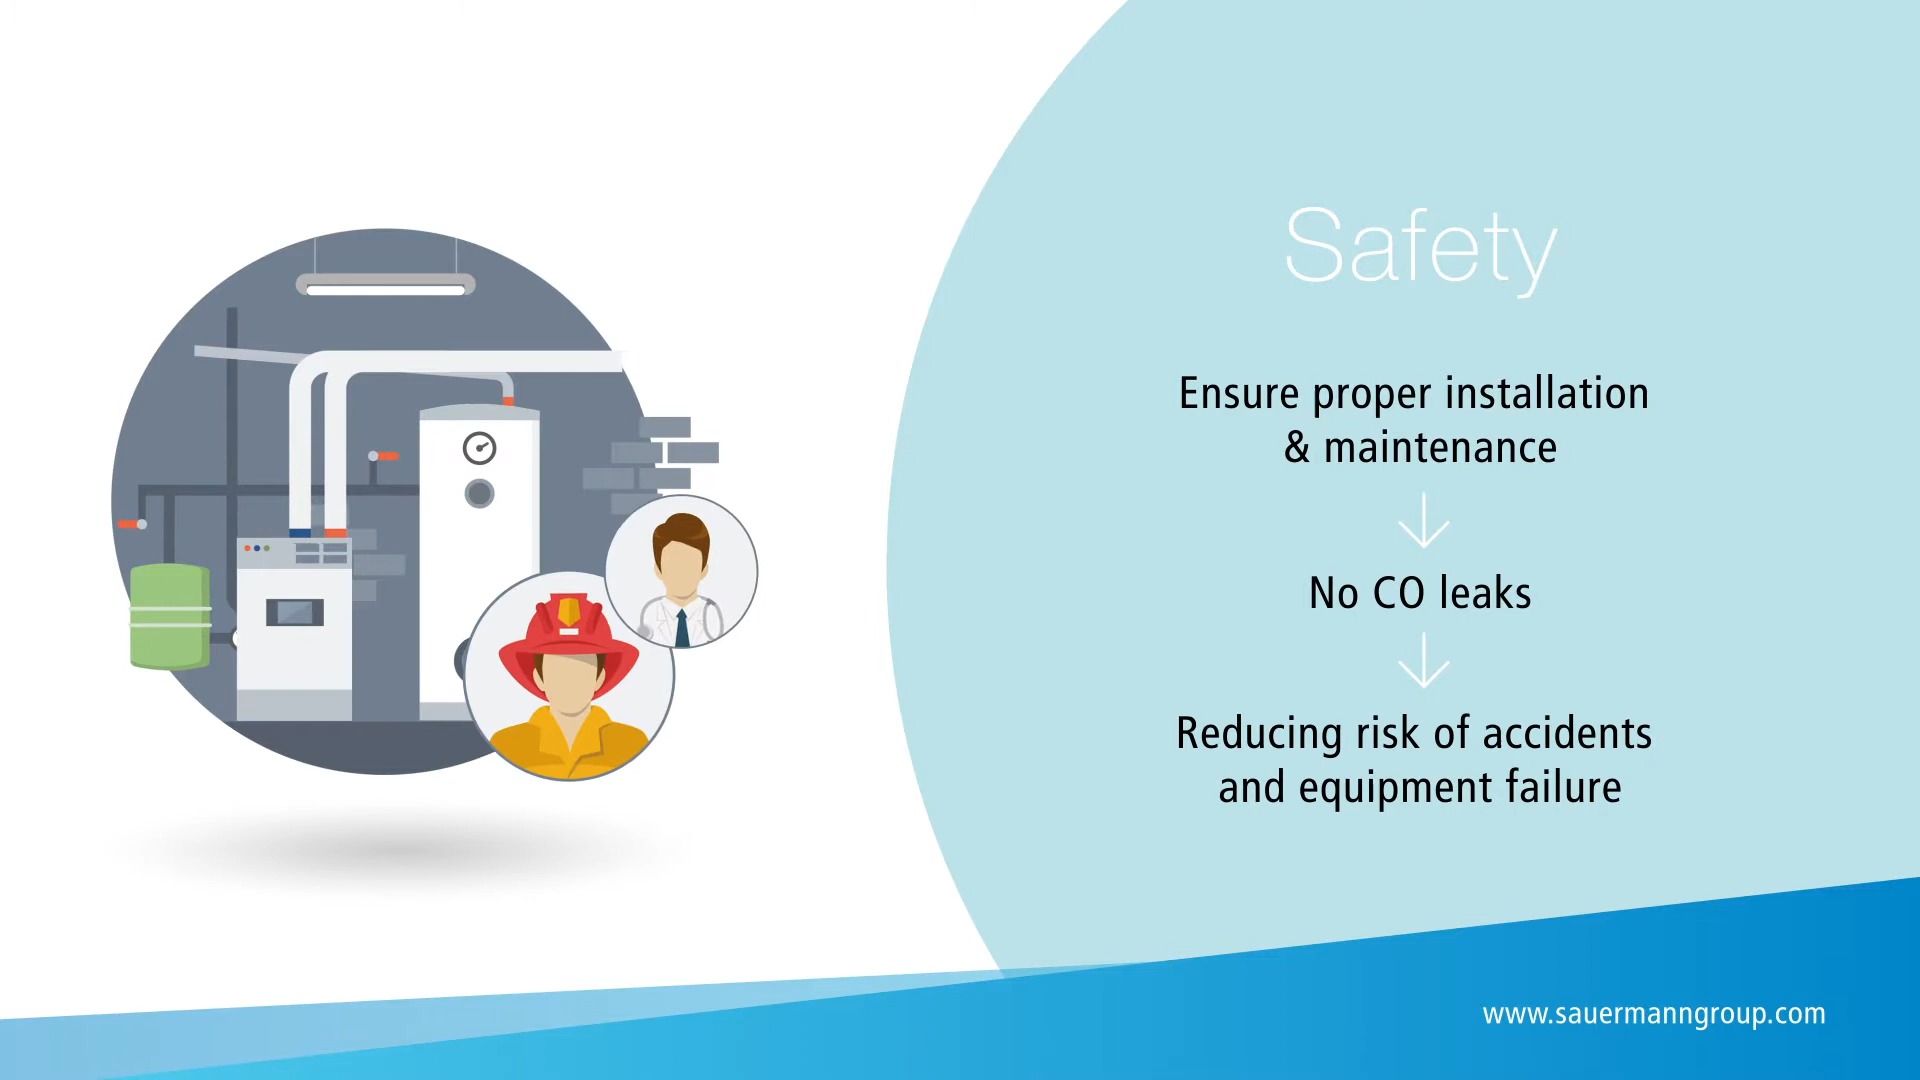 Safety
Ensure proper installation
& maintenance
No CO leaks
Reducing risk of accidents
and equipment failure
www.sauermanngroup.com